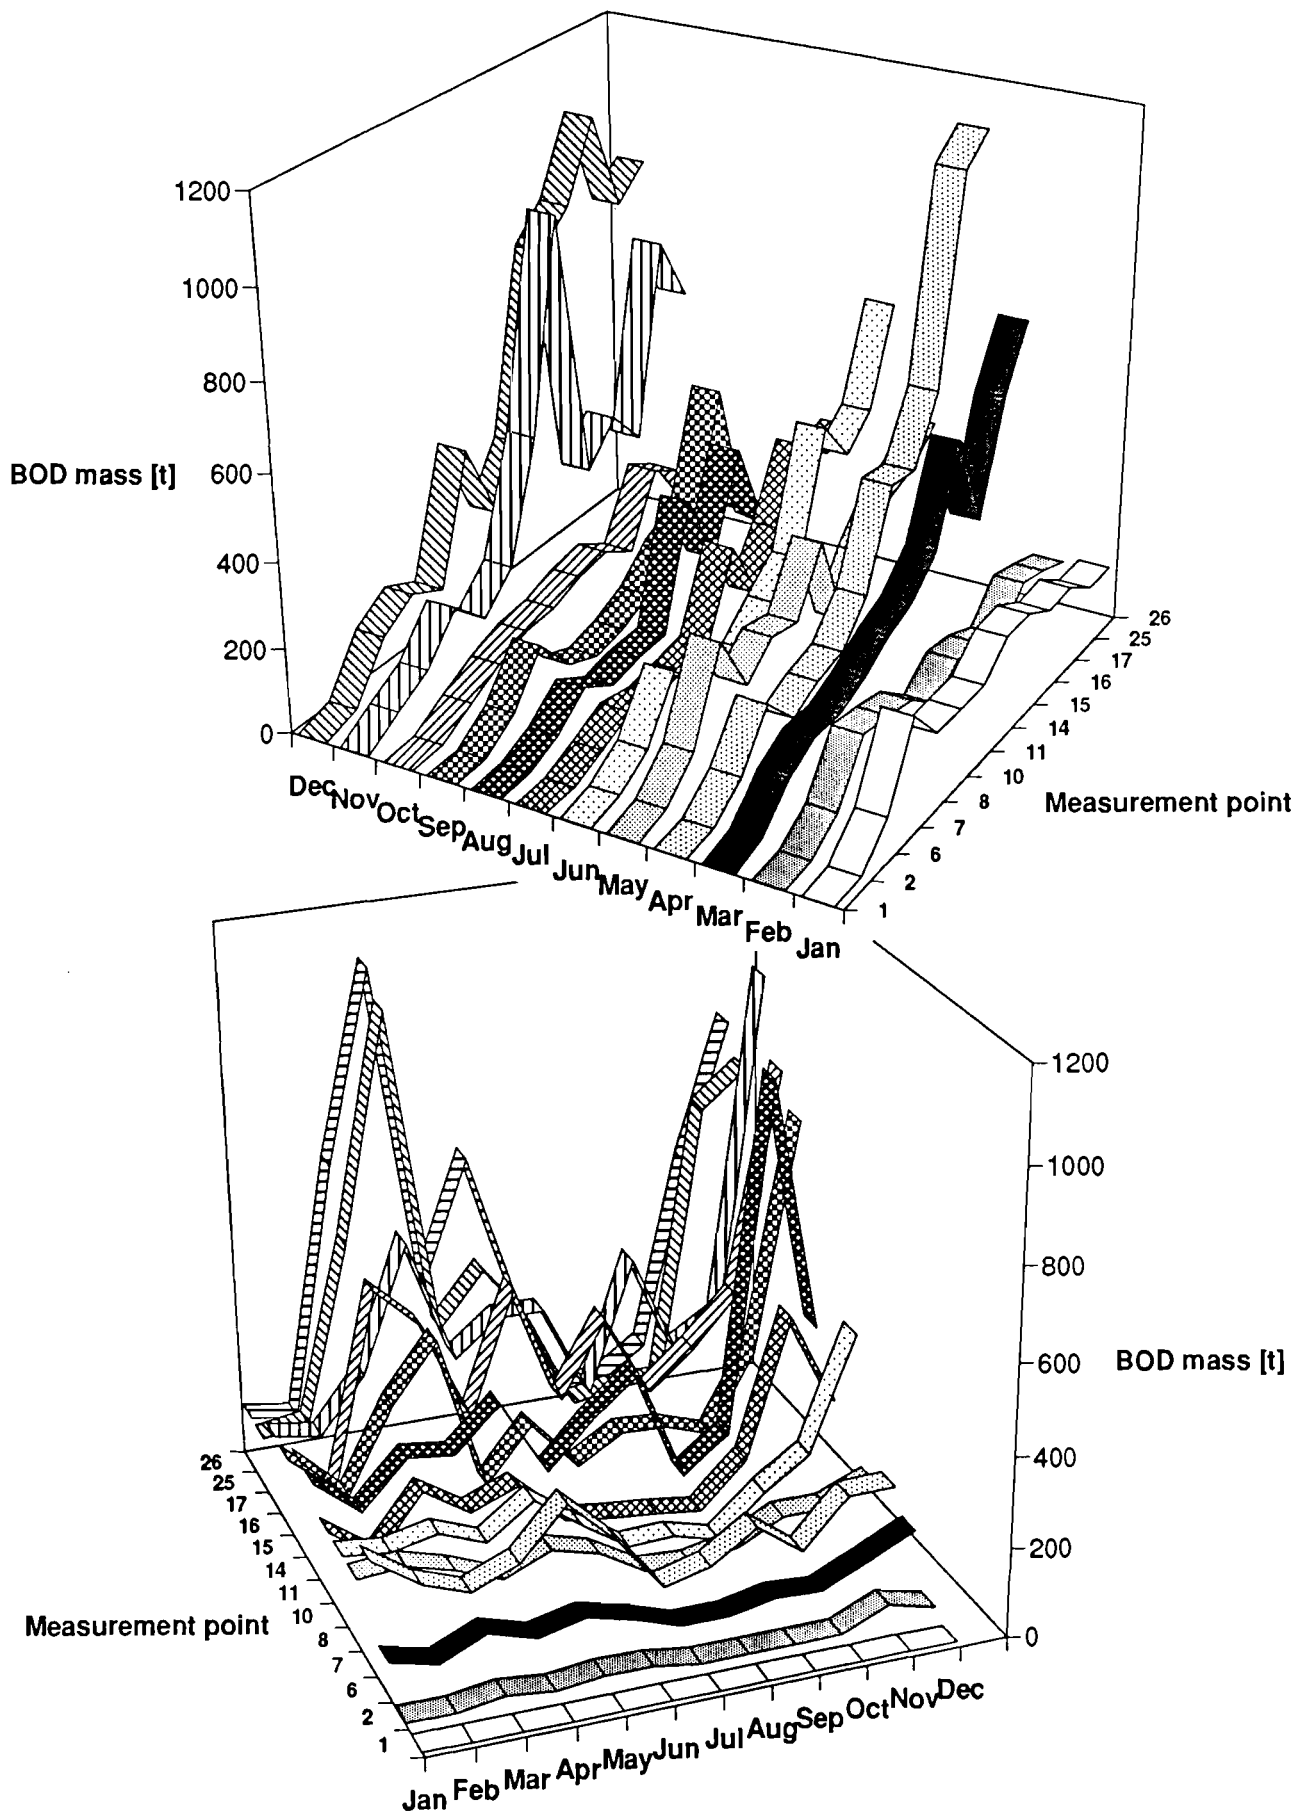 1200
1000
800
600
400
200
0
BOD mass [t]
Dec
Nov
Oct
Sep
Aug
Jul
Jun
May
Apr
Mar
Feb
Jan
26
25
17
16
15
14
11
10
8
7
6
2
1
Measurement point
1200
1000
800
600
400
200
0
BOD mass [t]
26
25
17
16
15
14
11
10
8
7
6
2
1
Measurement point
Jan
Feb
Mar
Apr
May
Jun
Jul
Aug
Sep
Oct
Nov
Dec